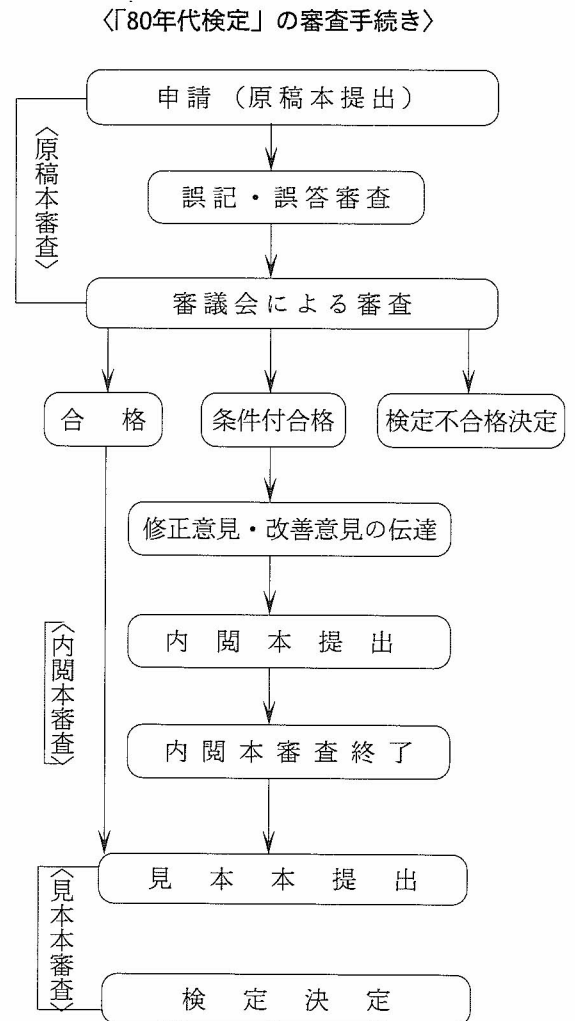 〈「80年代検定」の審査手続き〉
申請（原稿本提出）
〈原稿本審査〉
誤記・誤答審査
審議会による審査
合格
条件付合格
検定不合格決定
修正意見・改善意見の伝達
内閲本提出
〈内閲本審査〉
内閲本審査終了
見本本提出
〈見本本審査〉
検定決定